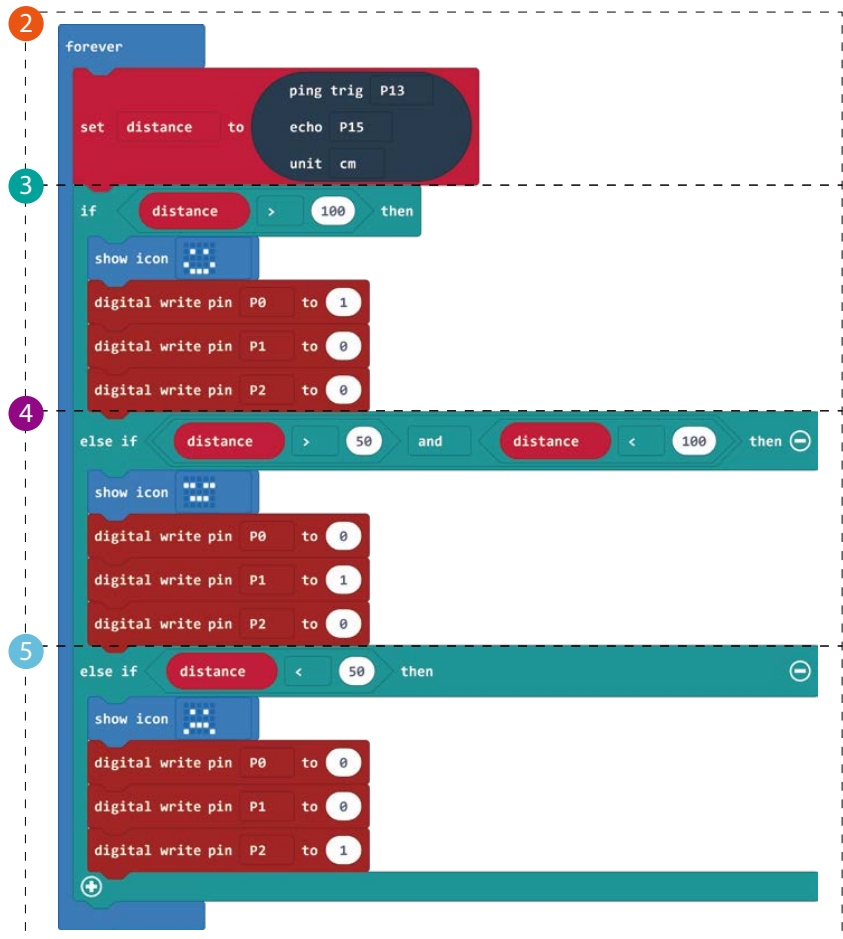 2
forever
ping trig P13
set distance to echo P15
unit cm
3
if distance > 100 then
show icon
digital write pin P0 to 1
digital write pin P1 to 0
digital write pin P2 to 0
4
else if distance > 50 and distance < 100 then
show icon
digital write pin P0 to 0
digital write pin P1 to 1
digital write pin P2 to 0
5
else if distance < 50 then
show icon
digital write pin P0 to 0
digital write pin P1 to 0
digital write pin P2 to 1